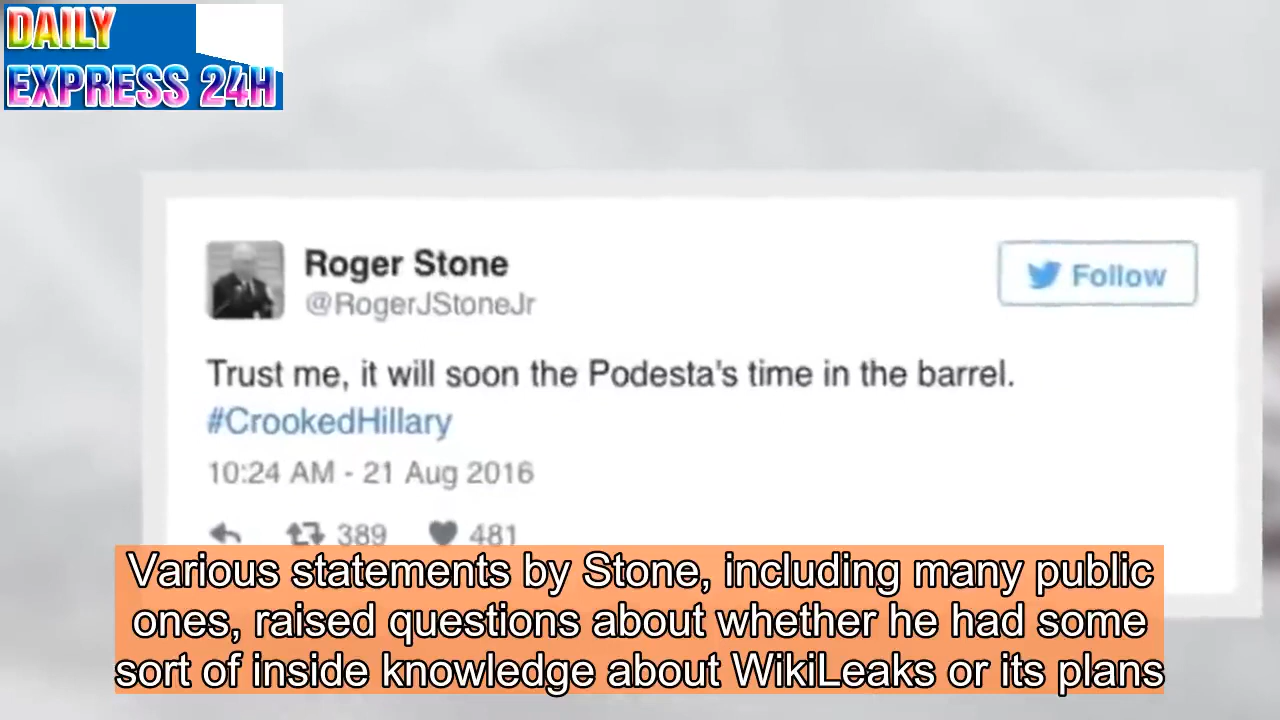 DAILY
EXPRESS 24H
Roger Stone
@RogerJStoneJr
Follow
Trust me, it will soon the Podesta's time in the barrel.
#CrookedHillary
10:24 AM - 21 Aug 2016
389 481
Various statements by Stone, including many public
ones, raised questions about whether he had some
sort of inside knowledge about WikiLeaks or its plans